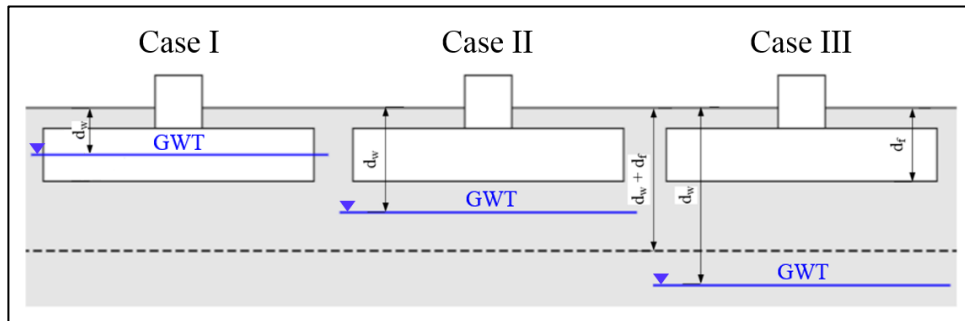 Case I
Case II
Case III
d_w
GWT
d_w
GWT
d_w + d_f
d_w
d_f
GWT